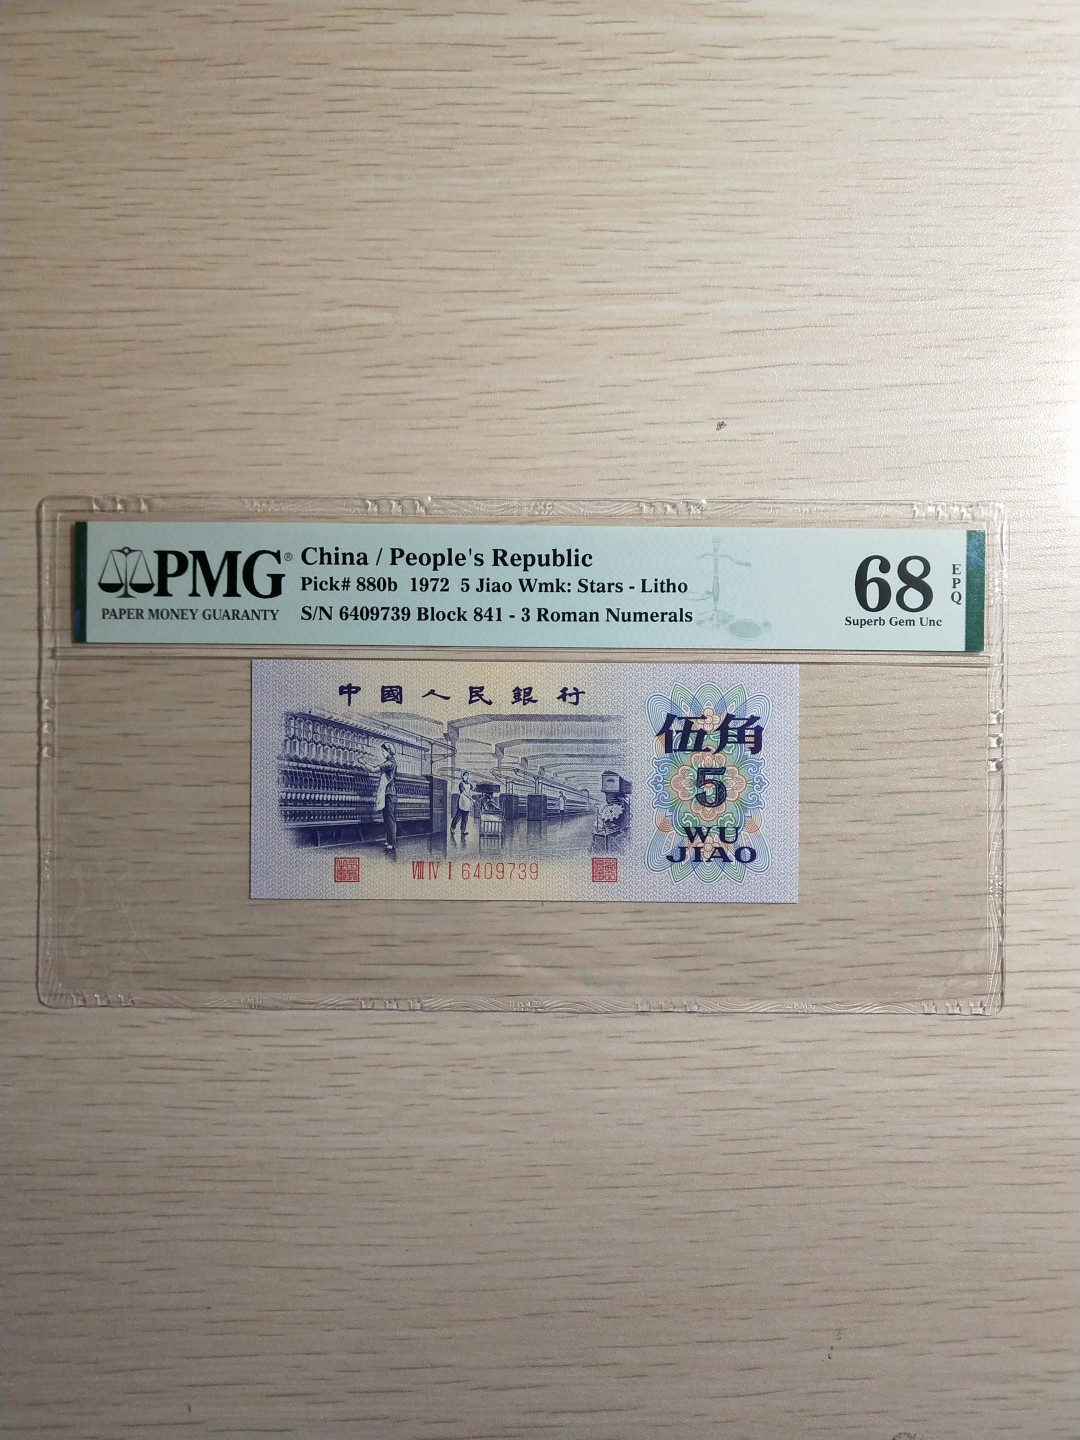 PMG®
PAPER MONEY GUARANTY
China / People's Republic
Pick# 880b 1972 5 Jiao Wmk: Stars - Litho
S/N 6409739 Block 841 - 3 Roman Numerals
68
EPQ
Superb Gem Unc
中國人民銀行
伍角
5
WU
JIAO
VIII IV I 6409739